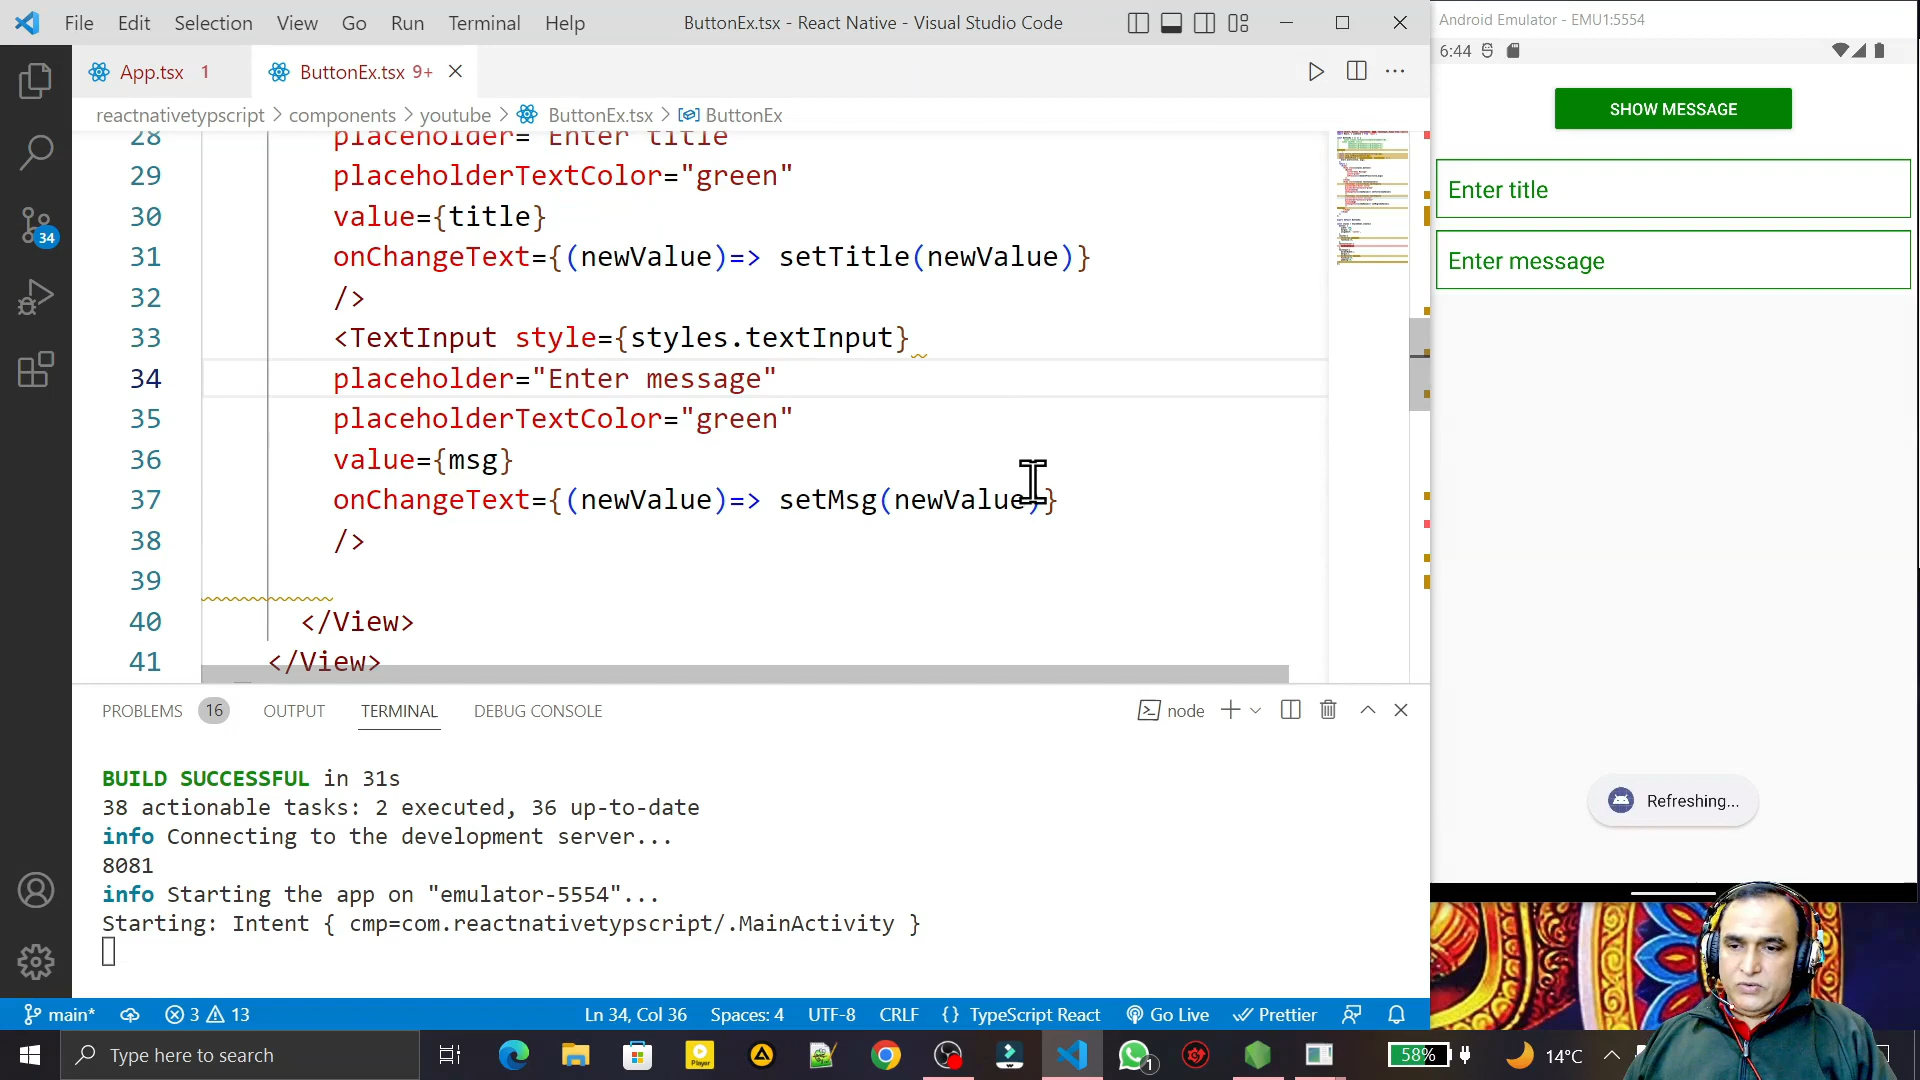 File Edit Selection View Go Run Terminal Help ButtonEx.tsx - React Native - Visual Studio Code
Android Emulator - EMU1:5554
App.tsx 1 ButtonEx.tsx 9+
6:44
reactnativetypscript > components > youtube > ButtonEx.tsx > ButtonEx
SHOW MESSAGE
Enter title
Enter message
Refreshing...
28 placeholder="Enter title
29 placeholderTextColor="green"
30 value={title}
31 onChangeText={(newValue)=> setTitle(newValue)}
32 />
33 <TextInput style={styles.textInput}
34 placeholder="Enter message"
35 placeholderTextColor="green"
36 value={msg}
37 onChangeText={(newValue)=> setMsg(newValue)}
38 />
39
40 </View>
41 </View>
34
PROBLEMS 16 OUTPUT TERMINAL DEBUG CONSOLE node
BUILD SUCCESSFUL in 31s
38 actionable tasks: 2 executed, 36 up-to-date
info Connecting to the development server...
8081
info Starting the app on "emulator-5554"...
Starting: Intent { cmp=com.reactnativetypscript/.MainActivity }
main* 3 13 Ln 34, Col 36 Spaces: 4 UTF-8 CRLF {} TypeScript React Go Live Prettier
Type here to search Player 1 58% 14°C